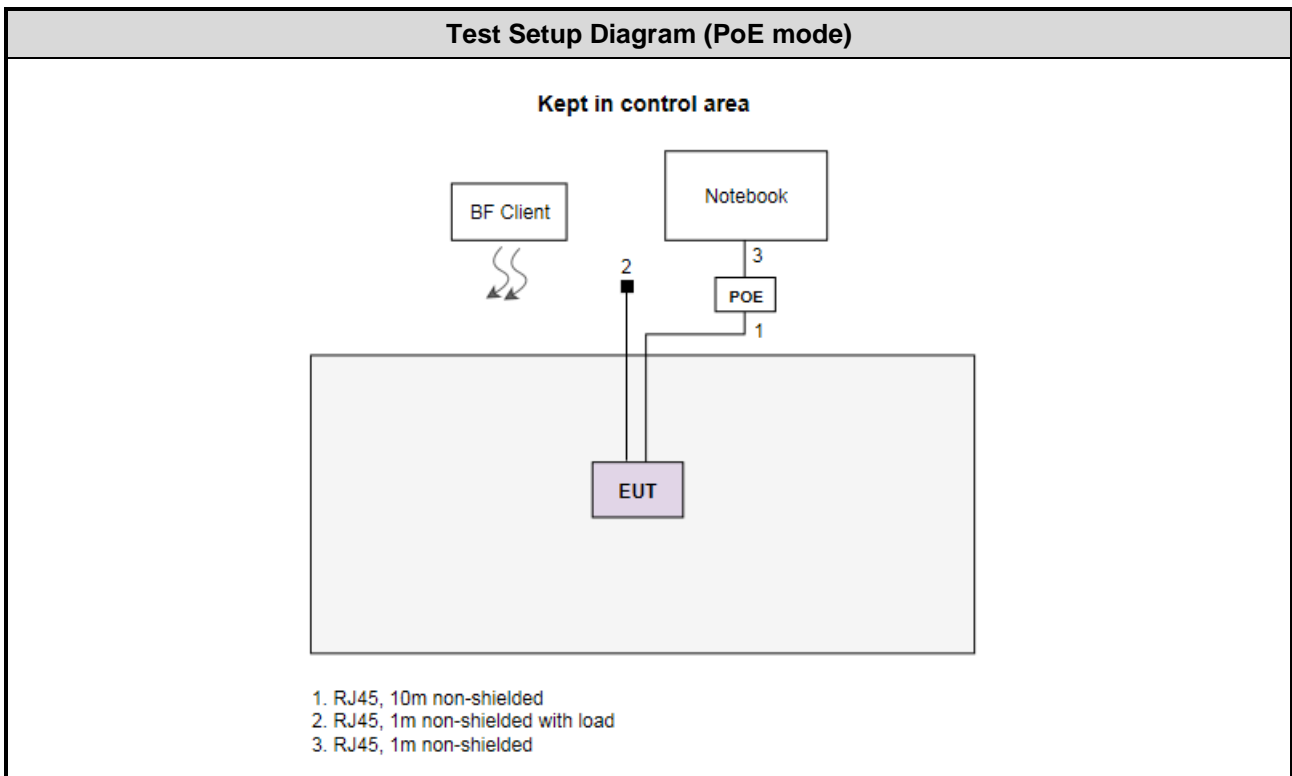 Test Setup Diagram (PoE mode)
Kept in control area
BF Client
Notebook
3
2
POE
1
EUT
1. RJ45, 10m non-shielded
2. RJ45, 1m non-shielded with load
3. RJ45, 1m non-shielded